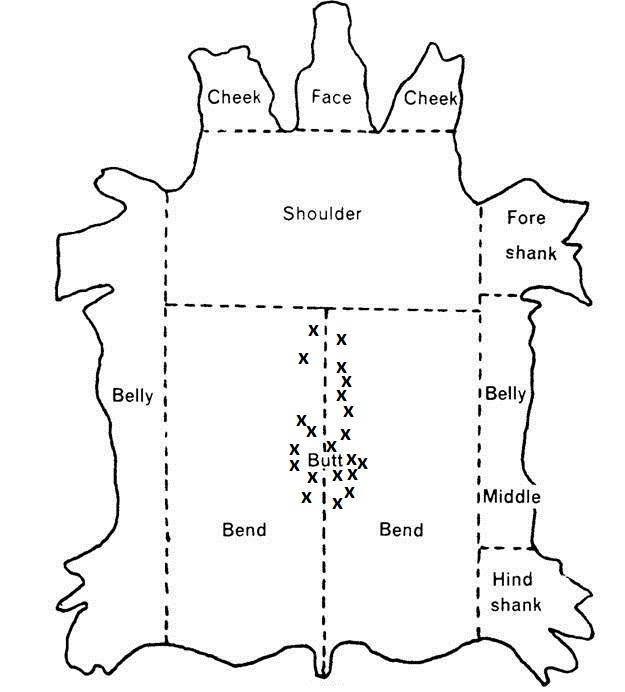 Cheek
Face
Cheek
Shoulder
Fore
shank
Belly
Belly
x
x
x
x
x
x
x
x
x
x
x
x
x
x
Butt
x
x
x
x
x
x
x
x
Middle
Bend
Bend
Hind
shank